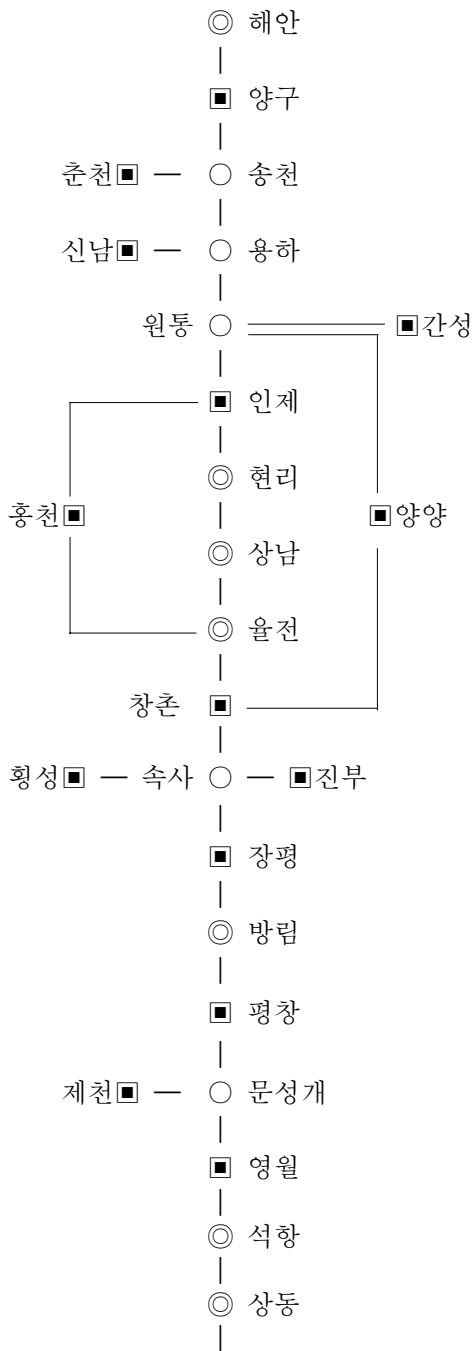 ◎ 해안
▣ 양구
춘천▣ — ○ 송천
신남▣ — ○ 용하
원통 ○ ▣간성
▣ 인제
◎ 현리
홍천▣ ▣양양
◎ 상남
◎ 율전
창촌 ▣
횡성▣ — 속사 ○ — ▣진부
▣ 장평
◎ 방림
▣ 평창
제천▣ — ○ 문성개
▣ 영월
◎ 석항
◎ 상동